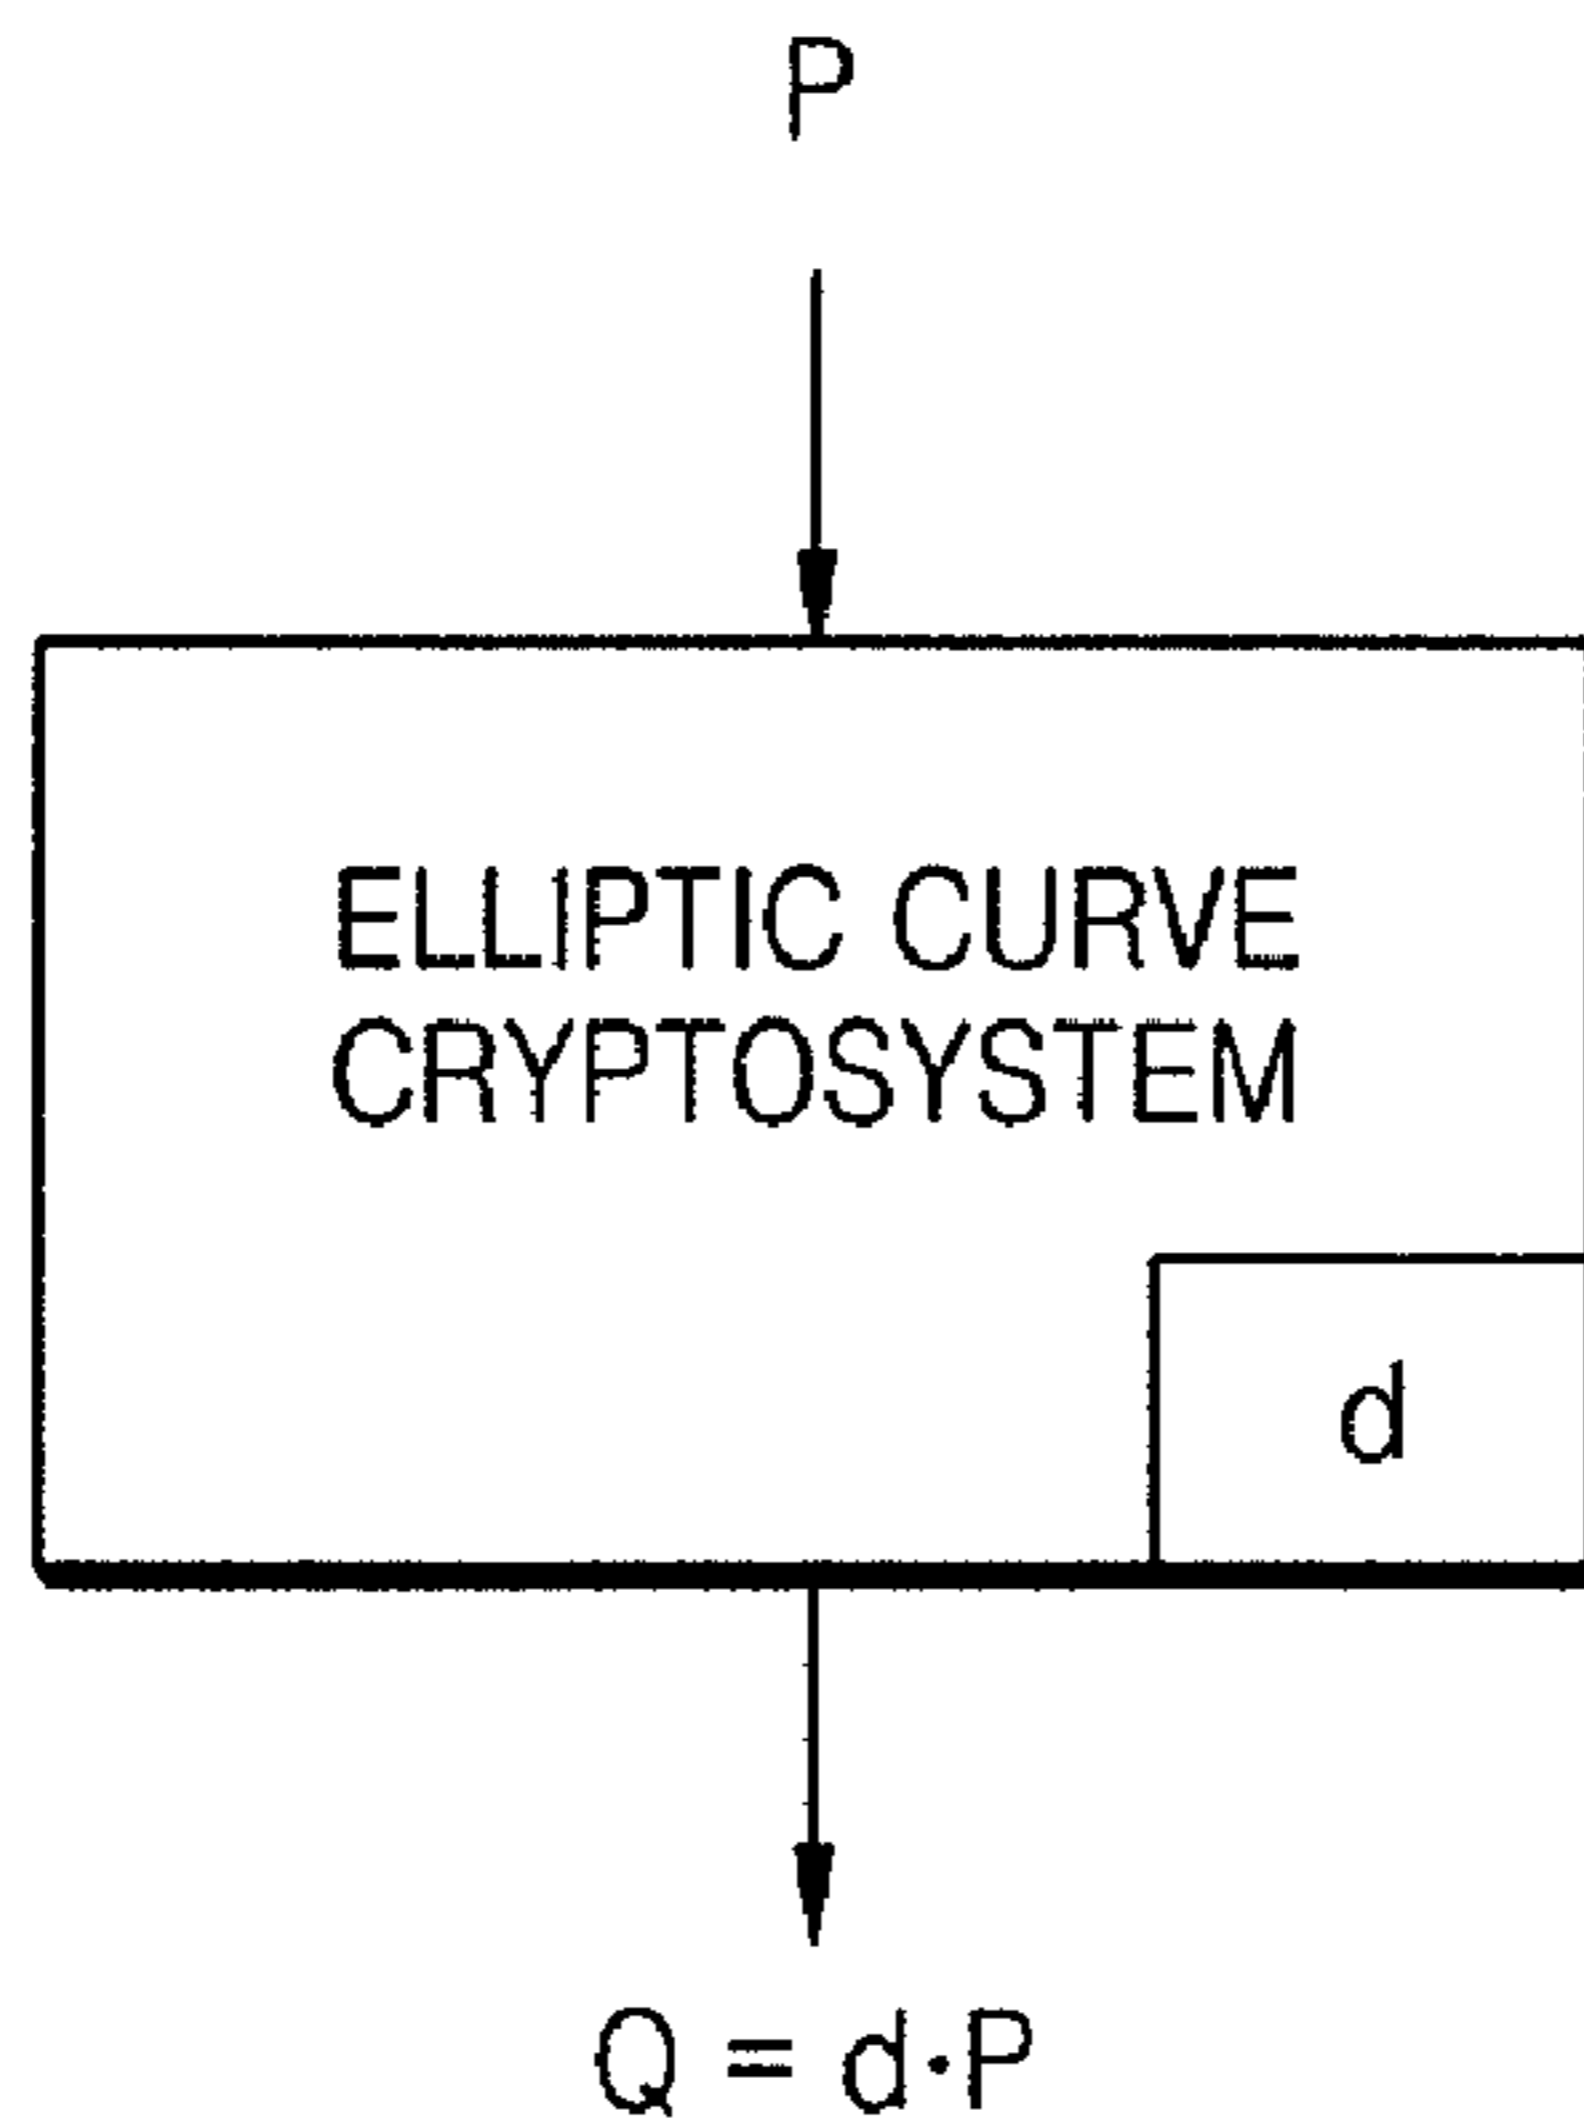 P
ELLIPTIC CURVE
CRYPTOSYSTEM
d
Q = d·P